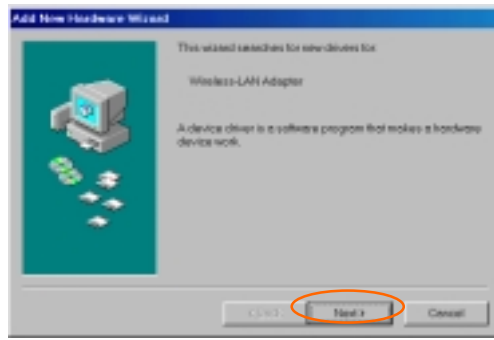 Add New Hardware Wizard
This wizard searches for new drivers for:
Wireless-LAN Adapter
A device driver is a software program that makes a hardware
device work.
< Back
Next >
Cancel